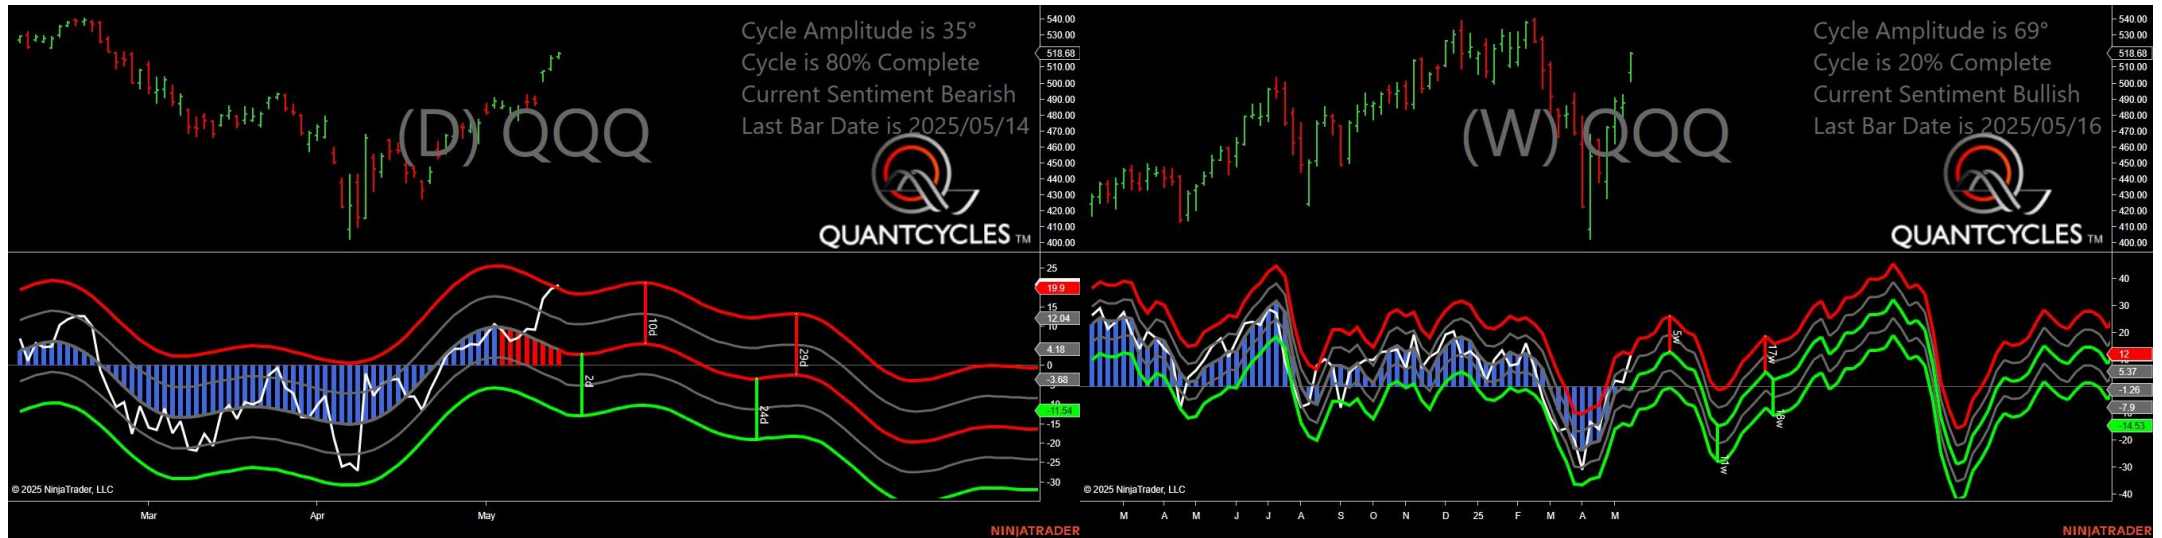 Cycle Amplitude is 35°
Cycle is 80% Complete
Current Sentiment Bearish
Last Bar Date is 2025/05/14
(D) QQQ
QUANTCYCLES TM
540.00
530.00
518.68
510.00
500.00
490.00
480.00
470.00
460.00
450.00
440.00
430.00
420.00
410.00
400.00
25
19.9
15
12.04
10
4.18
0
-3.68
-11.54
-15
-20
-25
-30
2d
10d
24d
29d
© 2025 NinjaTrader, LLC
Mar
Apr
May
NINJATRADER
Cycle Amplitude is 69°
Cycle is 20% Complete
Current Sentiment Bullish
Last Bar Date is 2025/05/16
(W) QQQ
QUANTCYCLES TM
540.00
530.00
518.68
510.00
500.00
490.00
480.00
470.00
460.00
450.00
440.00
430.00
420.00
410.00
400.00
40
30
20
12
5.37
-1.26
-7.9
-14.53
-20
-30
-40
5w
11w
17w
18w
© 2025 NinjaTrader, LLC
M A M J J A S O N D 25 F M A M
NINJATRADER